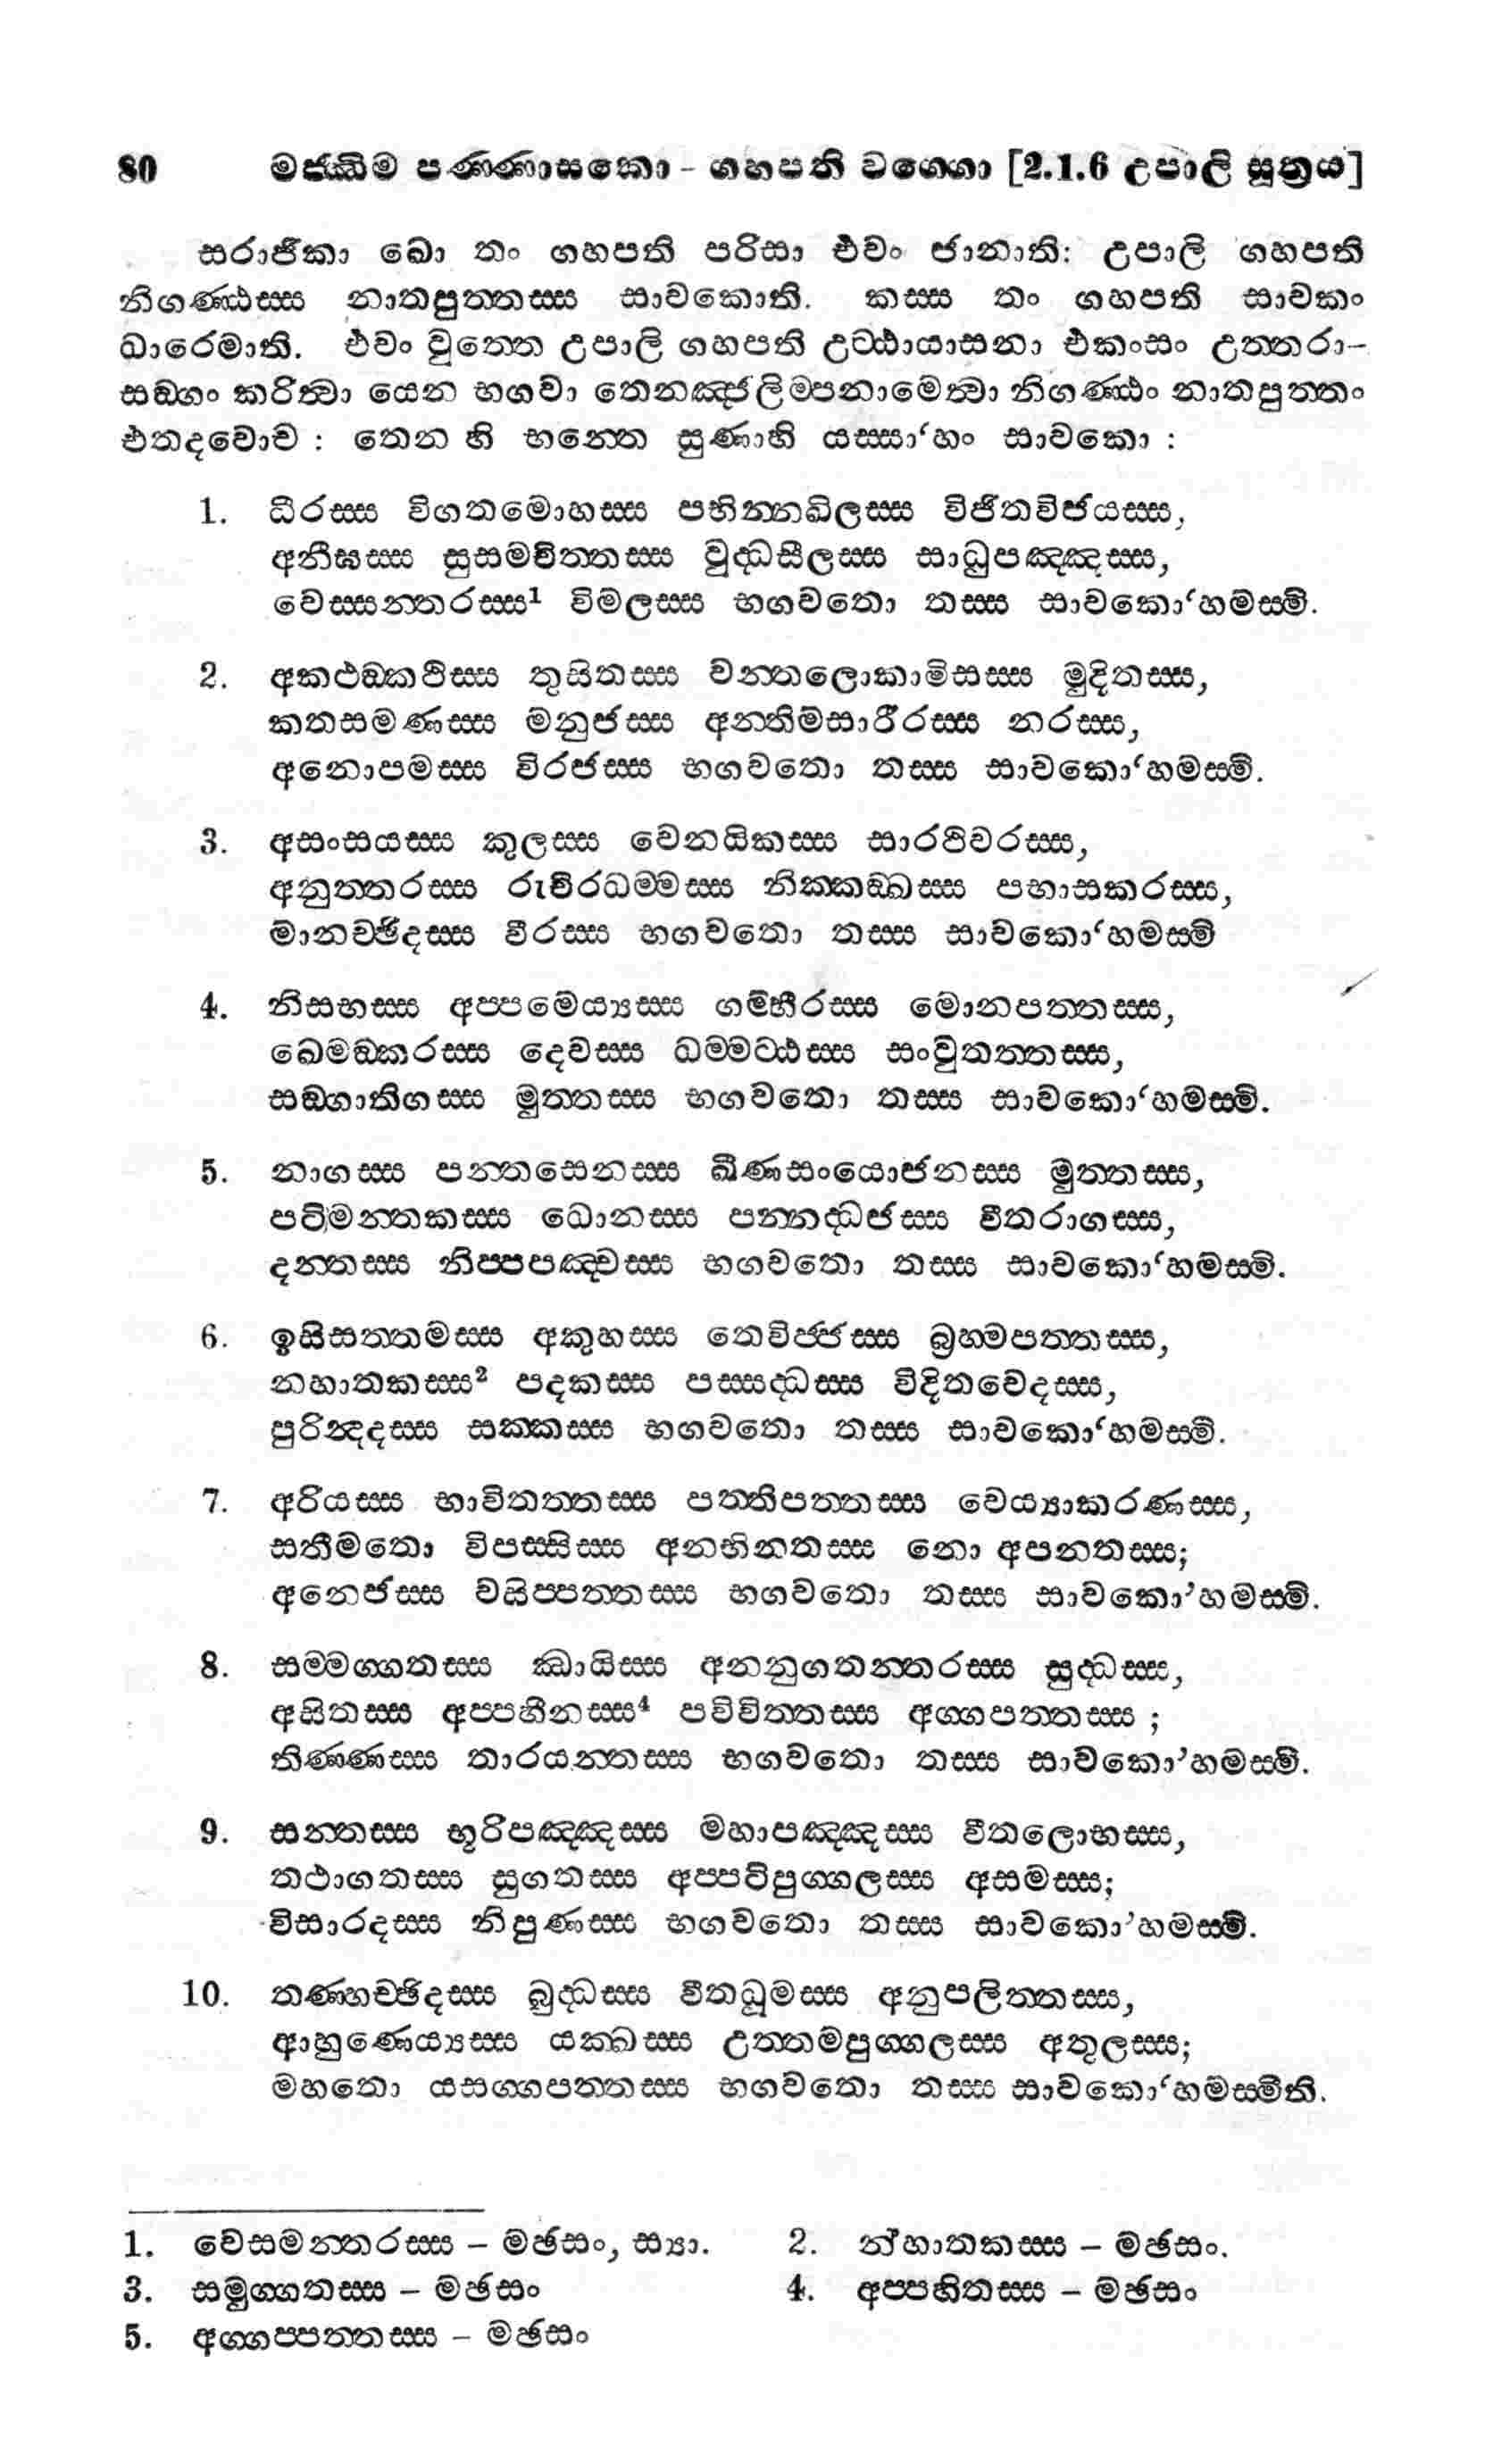 80 මජ්ඣිම පණ්ණාසකො - ගහපති වග්ගො [2.1.6 උපාලි සූත්‍රය]
සරාජිකා ඛො තං ගහපති පරිසා එවං ජානාති: උපාලි ගහපති
නිගණ්ඨස්ස නාතපුත්තස්ස සාවකොති. කස්ස තං ගහපති සාවකං
ධාරෙමාති. එවං වුත්තෙ උපාලි ගහපති උට්ඨායාසනා එකංසං උත්තරා-
සඞ්ගං කරිත්වා යෙන භගවා තෙනඤ්ජලිම්පනාමෙත්වා නිගණ්ඨං නාතපුත්තං
එතදවොච : තෙන හි භන්තෙ සුණාහි යස්සා‘හං සාවකො :
1. ධීරස්ස විගතමොහස්ස පභින්නඛිලස්ස විජිතවිජයස්ස,
අනීඝස්ස සුසමචිත්තස්ස වුද්ධසීලස්ස සාධුපඤ්ඤස්ස,
වෙස්සන්තරස්ස1 විමලස්ස භගවතො තස්ස සාවකො‘හමස්මි.
2. අකථඞ්කථිස්ස තුසිතස්ස වන්තලොකාමිසස්ස මුදිතස්ස,
කතසමණස්ස මනුජස්ස අන්තිමසාරීරස්ස නරස්ස,
අනොපමස්ස විරජස්ස භගවතො තස්ස සාවකො‘හමස්මි.
3. අසංසයස්ස කුලස්ස වෙනයිකස්ස සාරථිවරස්ස,
අනුත්තරස්ස රුචිරධම්මස්ස නික්කඞ්ඛස්ස පභාසකරස්ස,
මානච්ඡිදස්ස වීරස්ස භගවතො තස්ස සාවකො‘හමස්මි
4. නිසභස්ස අප්පමෙය්‍යස්ස ගම්භීරස්ස මොනපත්තස්ස,
ඛෙමඞ්කරස්ස දෙවස්ස ධම්මට්ඨස්ස සංවුතත්තස්ස,
සඞ්ගාතිගස්ස මුත්තස්ස භගවතො තස්ස සාවකො‘හමස්මි.
5. නාගස්ස පන්තසෙනස්ස ඛීණසංයොජනස්ස මුත්තස්ස,
පටිමන්තකස්ස ධොනස්ස පන්නද්ධජස්ස වීතරාගස්ස,
දන්තස්ස නිප්පපඤ්චස්ස භගවතො තස්ස සාවකො‘හමස්මි.
6. ඉසිසත්තමස්ස අකුහස්ස තෙවිජ්ජස්ස බ්‍රහ්මපත්තස්ස,
නහාතකස්ස2 පදකස්ස පස්සද්ධස්ස විදිතවෙදස්ස,
පුරින්දදස්ස සක්කස්ස භගවතො තස්ස සාවකො‘හමස්මි.
7. අරියස්ස භාවිතත්තස්ස පත්තිපත්තස්ස වෙය්‍යාකරණස්ස,
සතීමතො විපස්සිස්ස අනභිනතස්ස නො අපනතස්ස;
අනෙජස්ස වසිප්පත්තස්ස භගවතො තස්ස සාවකො’හමස්මි.
8. සම්මග්ගතස්ස ඣායිස්ස අනනුගතන්තරස්ස සුද්ධස්ස,
අසිතස්ස අප්පහීනස්ස4 පවිවිත්තස්ස අග්ගපත්තස්ස ;
තිණ්ණස්ස තාරයන්තස්ස භගවතො තස්ස සාවකො’හමස්මි.
9. සන්තස්ස භූරිපඤ්ඤස්ස මහාපඤ්ඤස්ස වීතලොභස්ස,
තථාගතස්ස සුගතස්ස අප්පටිපුග්ගලස්ස අසමස්ස;
විසාරදස්ස නිපුණස්ස භගවතො තස්ස සාවකො’හමස්මි.
10. තණ්හච්ඡිදස්ස බුද්ධස්ස වීතධූමස්ස අනුපලිත්තස්ස,
ආහුණෙය්‍යස්ස යක්ඛස්ස උත්තමපුග්ගලස්ස අතුලස්ස;
මහතො යසග්ගපත්තස්ස භගවතො තස්ස සාවකො‘හමස්මීති.
1. වෙසමන්තරස්ස – මඡසං, ස්‍යා. 2. න්හාතකස්ස – මඡසං.
3. සමුග්ගතස්ස – මඡසං 4. අප්පහිතස්ස – මඡසං
5. අග්ගප්පත්තස්ස – මඡසං